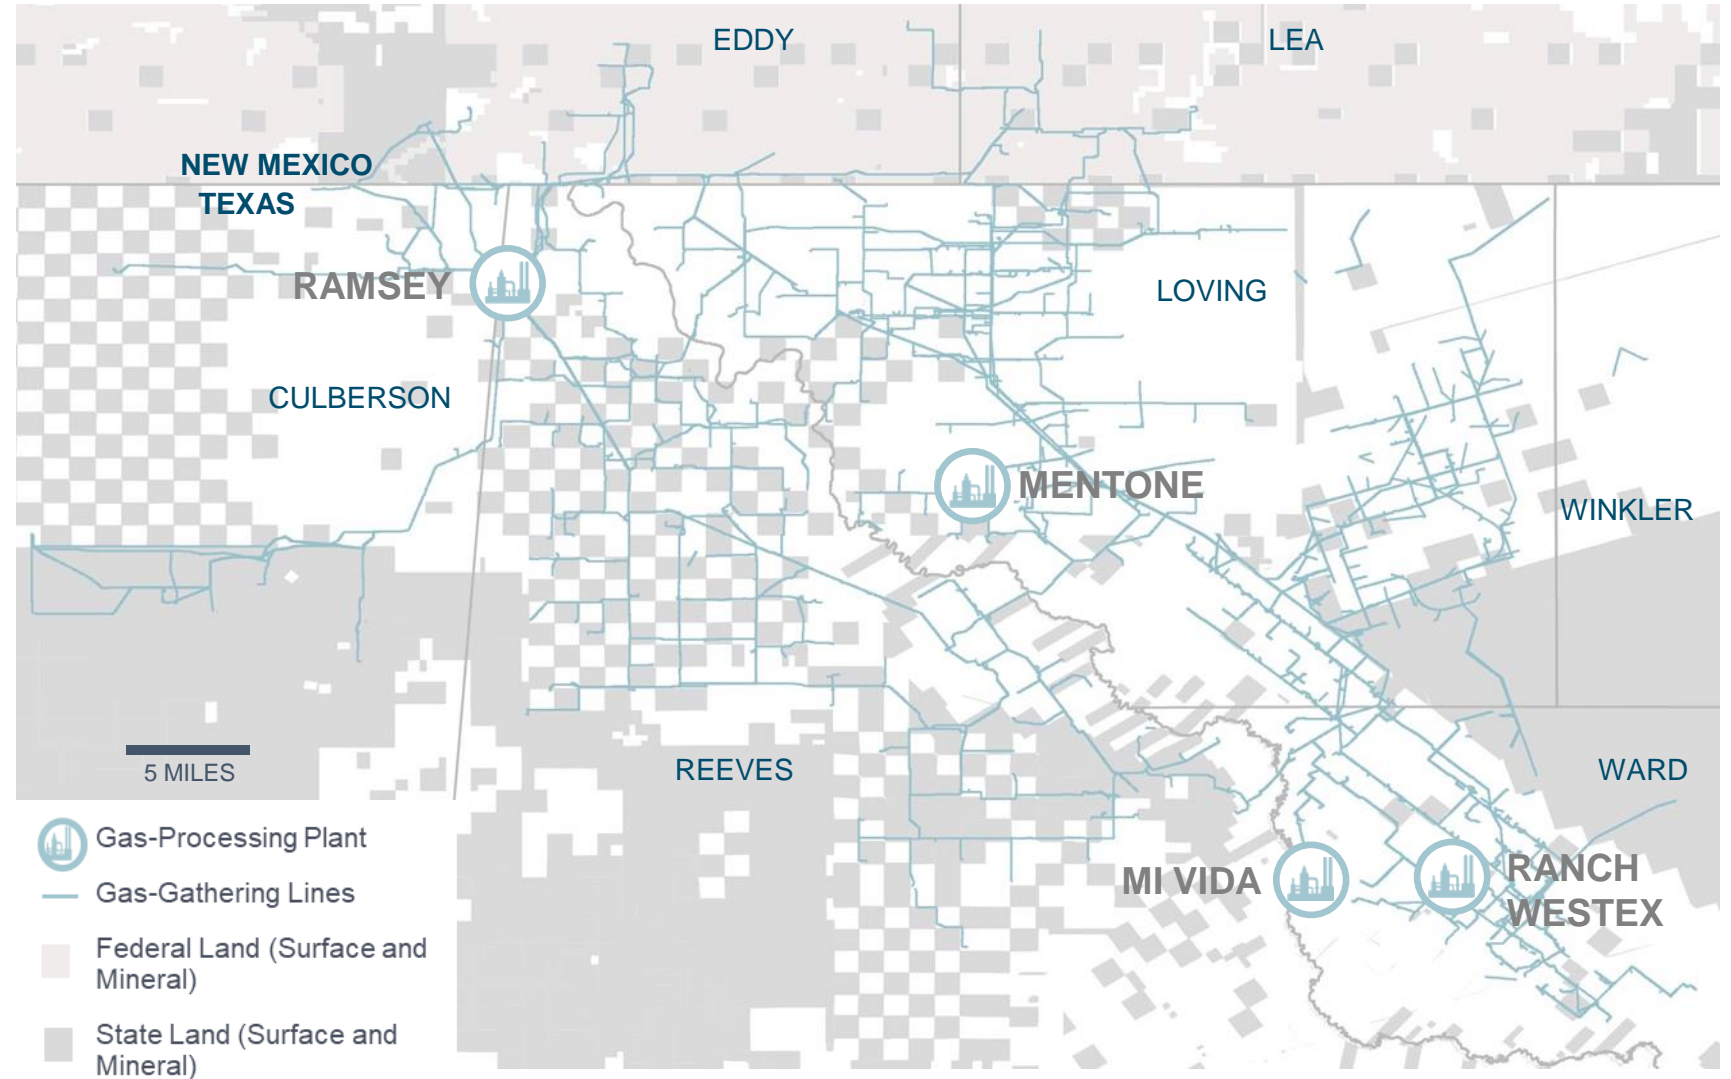 EDDY
LEA
NEW MEXICO
TEXAS
RAMSEY
LOVING
CULBERSON
MENTONE
WINKLER
5 MILES
REEVES
WARD
Gas-Processing Plant
MI VIDA
RANCH
WESTEX
Gas-Gathering Lines
Federal Land (Surface and
Mineral)
State Land (Surface and
Mineral)